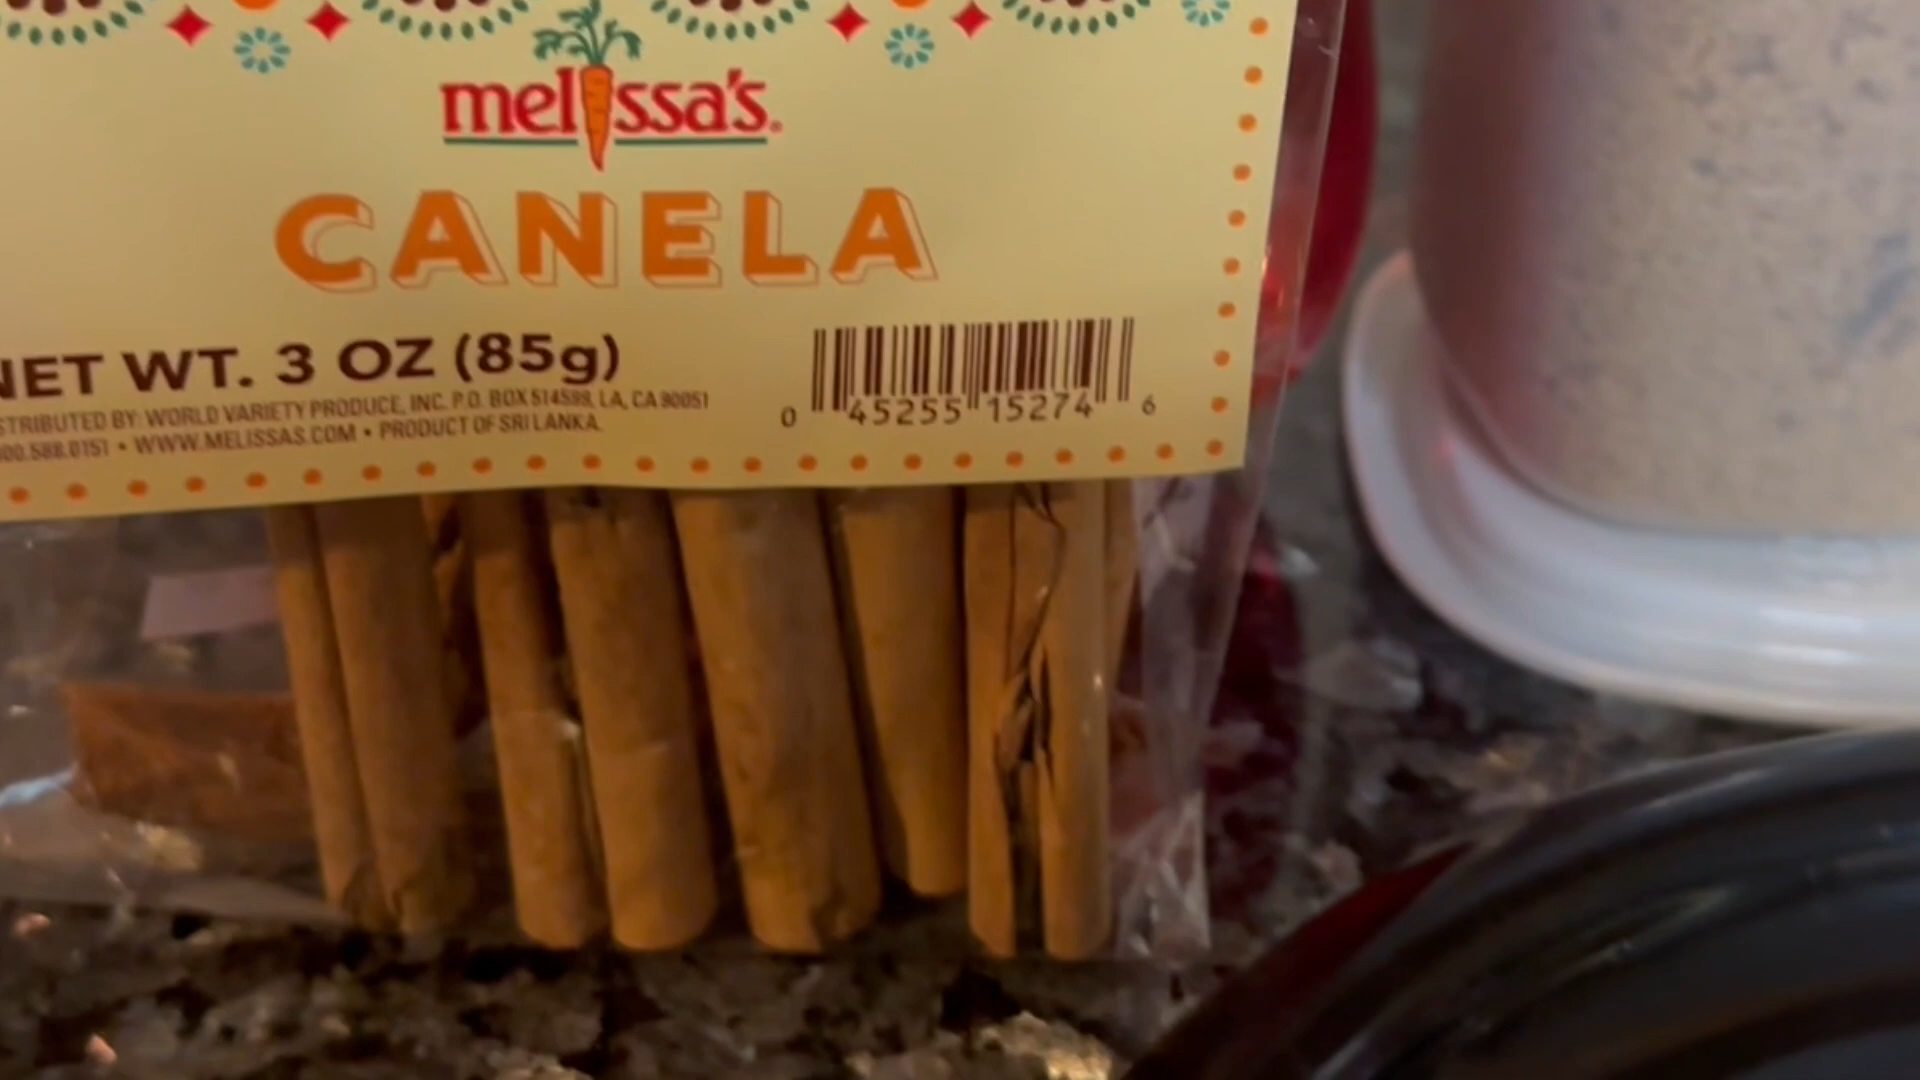 melissa's.
CANELA
NET WT. 3 OZ (85g)
STRIBUTED BY: WORLD VARIETY PRODUCE, INC. P.O. BOX 514599, LA, CA 90051
00.588.0151 • WWW.MELISSAS.COM • PRODUCT OF SRI LANKA.
0 45255 15274 6